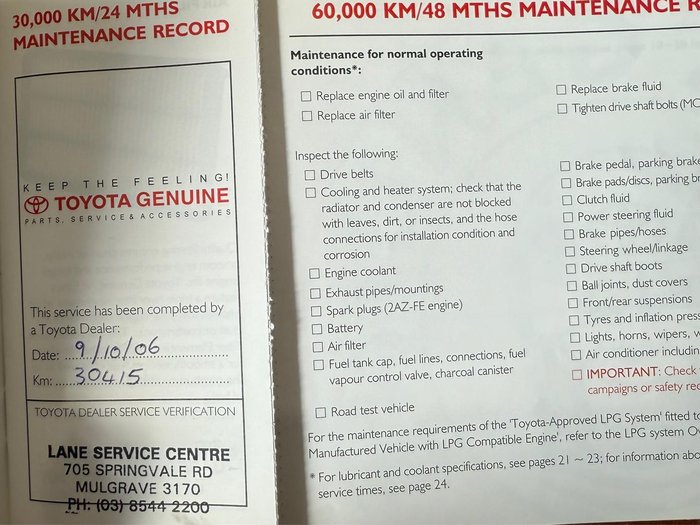 30,000 KM/24 MTHS
MAINTENANCE RECORD
KEEP THE FEELING!
TOYOTA GENUINE
PARTS, SERVICE & ACCESSORIES
This service has been completed by
a Toyota Dealer:
Date: 9/10/06
Km: 30415
TOYOTA DEALER SERVICE VERIFICATION
LANE SERVICE CENTRE
705 SPRINGVALE RD
MULGRAVE 3170
PH: (03) 8544 2200
60,000 KM/48 MTHS MAINTENANCE
Maintenance for normal operating
conditions*:
Replace engine oil and filter
Replace air filter
Replace brake fluid
Tighten drive shaft bolts
Inspect the following:
Drive belts
Cooling and heater system; check that the
radiator and condenser are not blocked
with leaves, dirt, or insects, and the hose
connections for installation condition and
corrosion
Engine coolant
Exhaust pipes/mountings
Spark plugs (2AZ-FE engine)
Battery
Air filter
Fuel tank cap, fuel lines, connections, fuel
vapour control valve, charcoal canister
Road test vehicle
Brake pedal, parking brake
Brake pads/discs, parking
Clutch fluid
Power steering fluid
Brake pipes/hoses
Steering wheel/linkage
Drive shaft boots
Ball joints, dust covers
Front/rear suspensions
Tyres and inflation
Lights, horns, wipers,
Air conditioner
IMPORTANT: Check
campaigns or safety
For the maintenance requirements of the 'Toyota-Approved LPG System' fitted to
Manufactured Vehicle with LPG Compatible Engine', refer to the LPG system
* For lubricant and coolant specifications, see pages 21 ~ 23; for information
service times, see page 24.